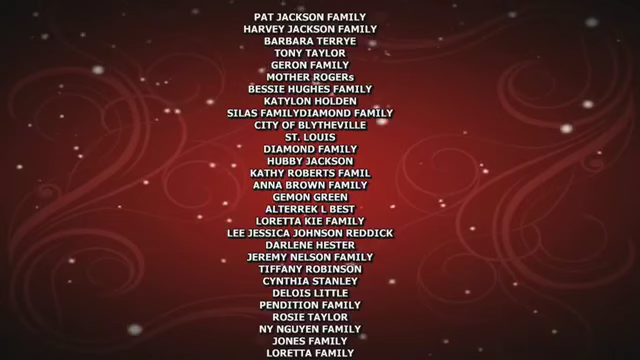 PAT JACKSON FAMILY
HARVEY JACKSON FAMILY
BARBARA TERRYE
TONY TAYLOR
GERON FAMILY
MOTHER ROGERs
BESSIE HUGHES FAMILY
KATYLON HOLDEN
SILAS FAMILYDIAMOND FAMILY
CITY OF BLYTHEVILLE
ST. LOUIS
DIAMOND FAMILY
HUBBY JACKSON
KATHY ROBERTS FAMIL
ANNA BROWN FAMILY
GEMON GREEN
ALTERREK L BEST
LORETTA KIE FAMILY
LEE JESSICA JOHNSON REDDICK
DARLENE HESTER
JEREMY NELSON FAMILY
TIFFANY ROBINSON
CYNTHIA STANLEY
DELOIS LITTLE
PENDITION FAMILY
ROSIE TAYLOR
NY NGUYEN FAMILY
JONES FAMILY
LORETTA FAMILY